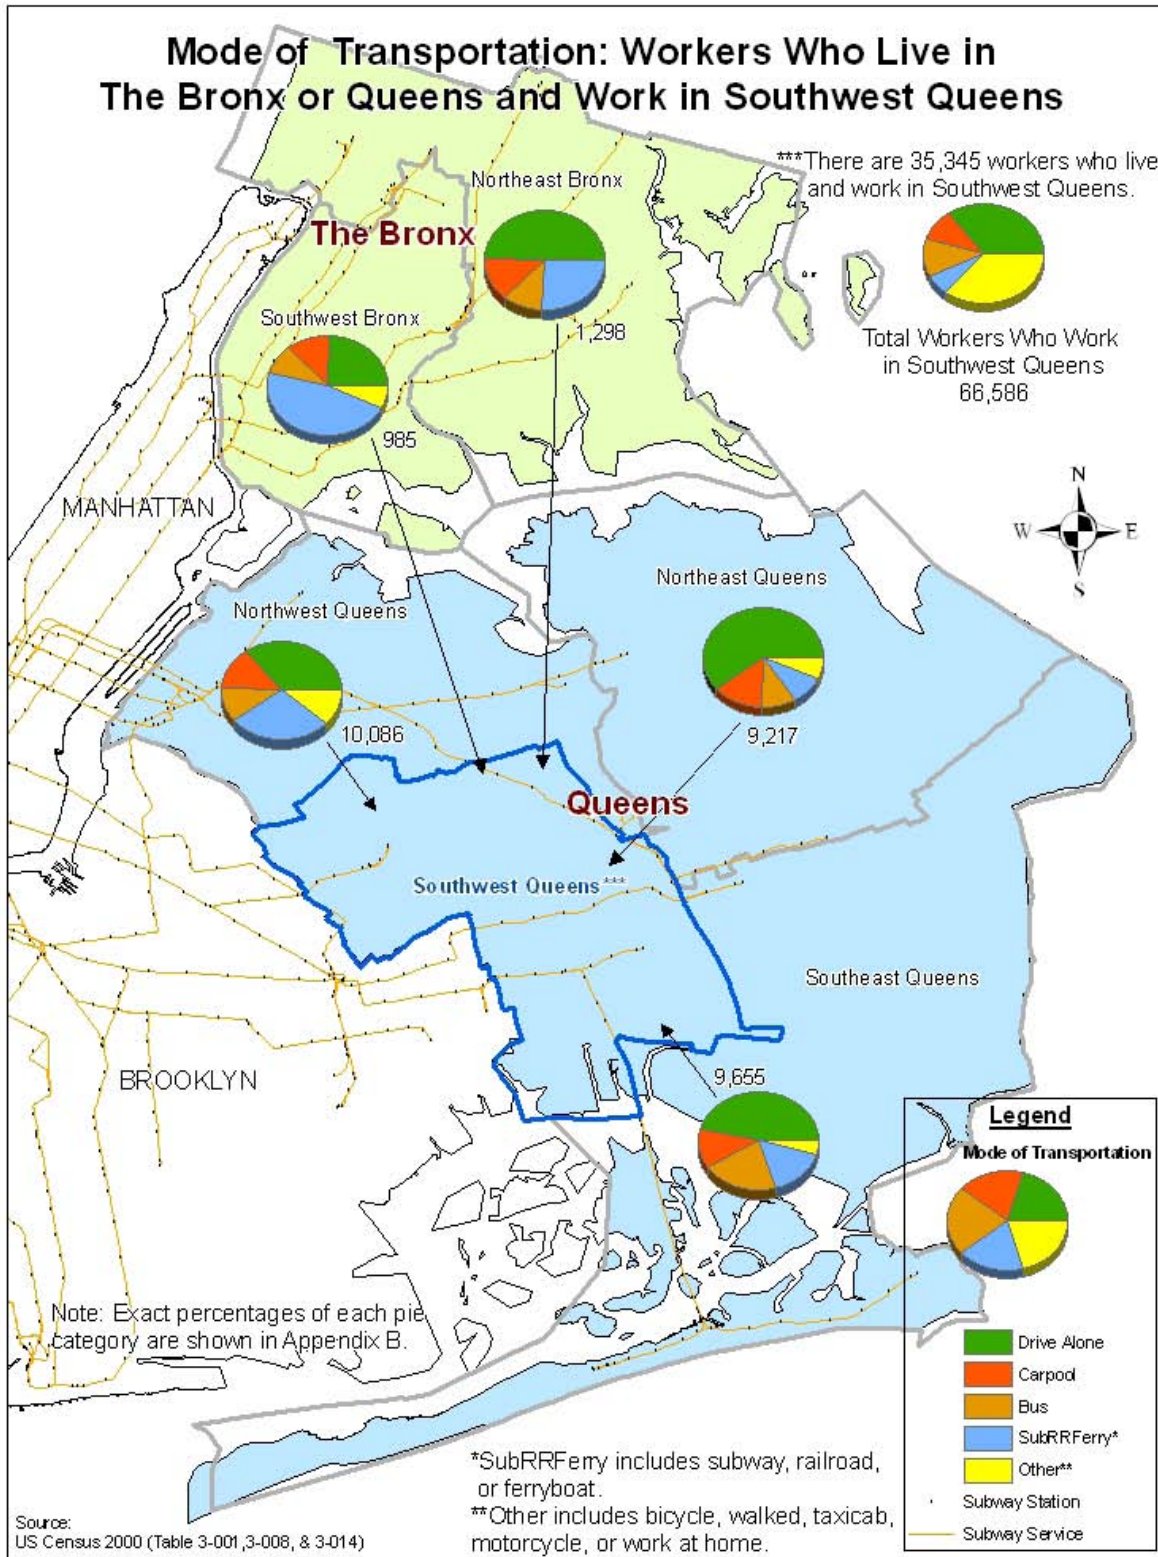 Mode of Transportation: Workers Who Live in
The Bronx or Queens and Work in Southwest Queens
***There are 35,345 workers who live
and work in Southwest Queens.
Northeast Bronx
The Bronx
Southwest Bronx
1,298
Total Workers Who Work
in Southwest Queens
66,586
985
MANHATTAN
N
W
E
S
Northeast Queens
Northwest Queens
10,086
9,217
Queens
Southwest Queens***
Southeast Queens
BROOKLYN
9,655
Legend
Mode of Transportation
Note: Exact percentages of each pie
category are shown in Appendix B.
Drive Alone
Carpool
Bus
SubRRFerry*
Other**
Subway Station
Subway Service
*SubRRFerry includes subway, railroad,
or ferryboat.
**Other includes bicycle, walked, taxicab,
motorcycle, or work at home.
Source:
US Census 2000 (Table 3-001,3-008, & 3-014)